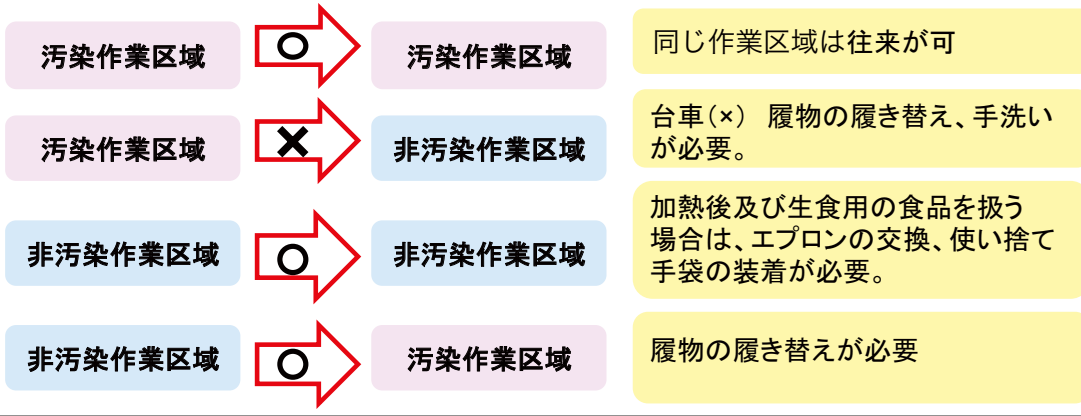 汚染作業区域 ○ 汚染作業区域 同じ作業区域は往来が可
汚染作業区域 × 非汚染作業区域 台車(×) 履物の履き替え、手洗い
が必要。
非汚染作業区域 ○ 非汚染作業区域 加熱後及び生食用の食品を扱う
場合は、エプロンの交換、使い捨て
手袋の装着が必要。
非汚染作業区域 ○ 汚染作業区域 履物の履き替えが必要